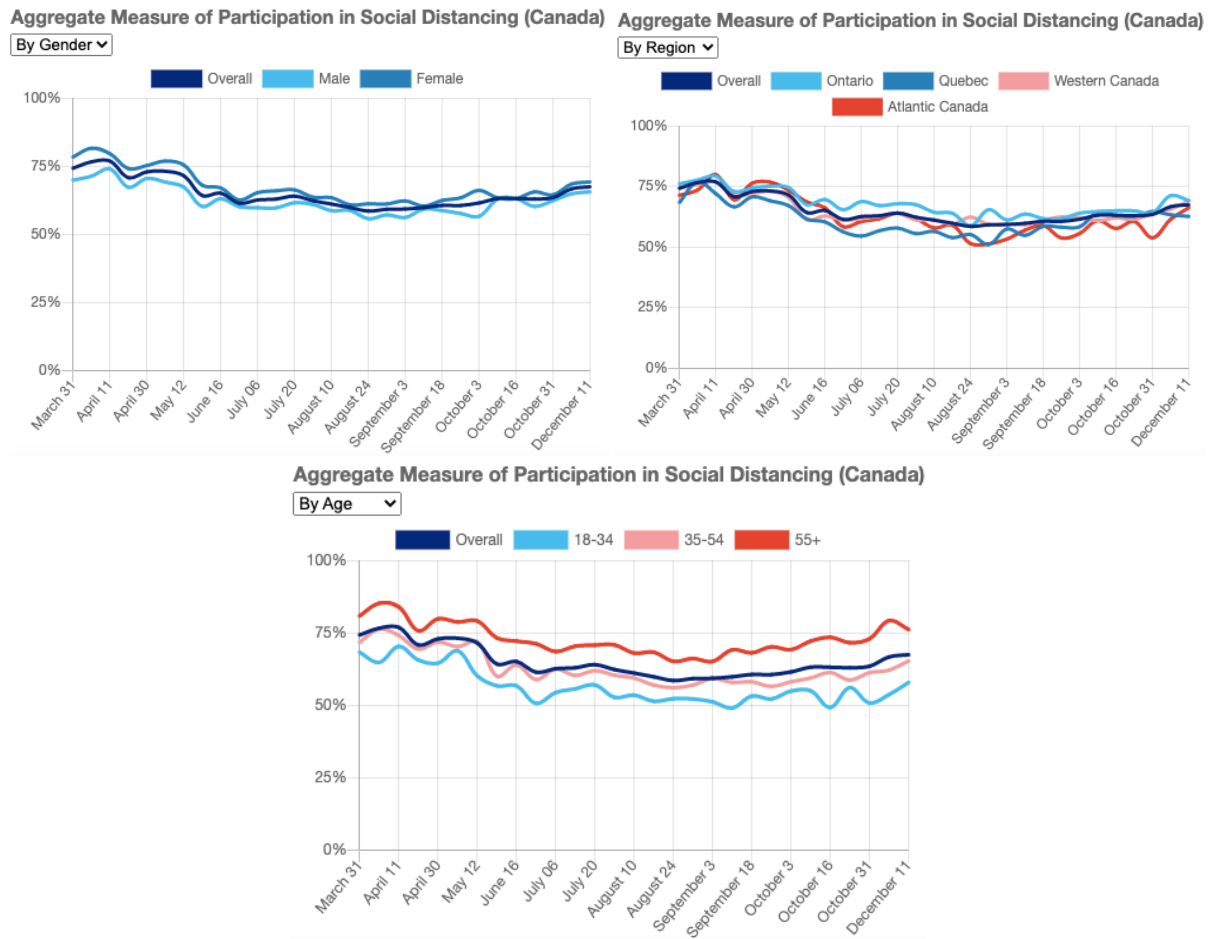 Aggregate Measure of Participation in Social Distancing (Canada)
By Gender
Overall Male Female
100%
75%
50%
25%
0%
March 31
April 11
April 30
May 12
June 16
July 06
July 20
August 10
August 24
September 3
September 18
October 3
October 16
October 31
December 11
Aggregate Measure of Participation in Social Distancing (Canada)
By Region
Overall Ontario Quebec Western Canada
Atlantic Canada
100%
75%
50%
25%
0%
March 31
April 11
April 30
May 12
June 16
July 06
July 20
August 10
August 24
September 3
September 18
October 3
October 16
October 31
December 11
Aggregate Measure of Participation in Social Distancing (Canada)
By Age
Overall 18-34 35-54 55+
100%
75%
50%
25%
0%
March 31
April 11
April 30
May 12
June 16
July 06
July 20
August 10
August 24
September 3
September 18
October 3
October 16
October 31
December 11